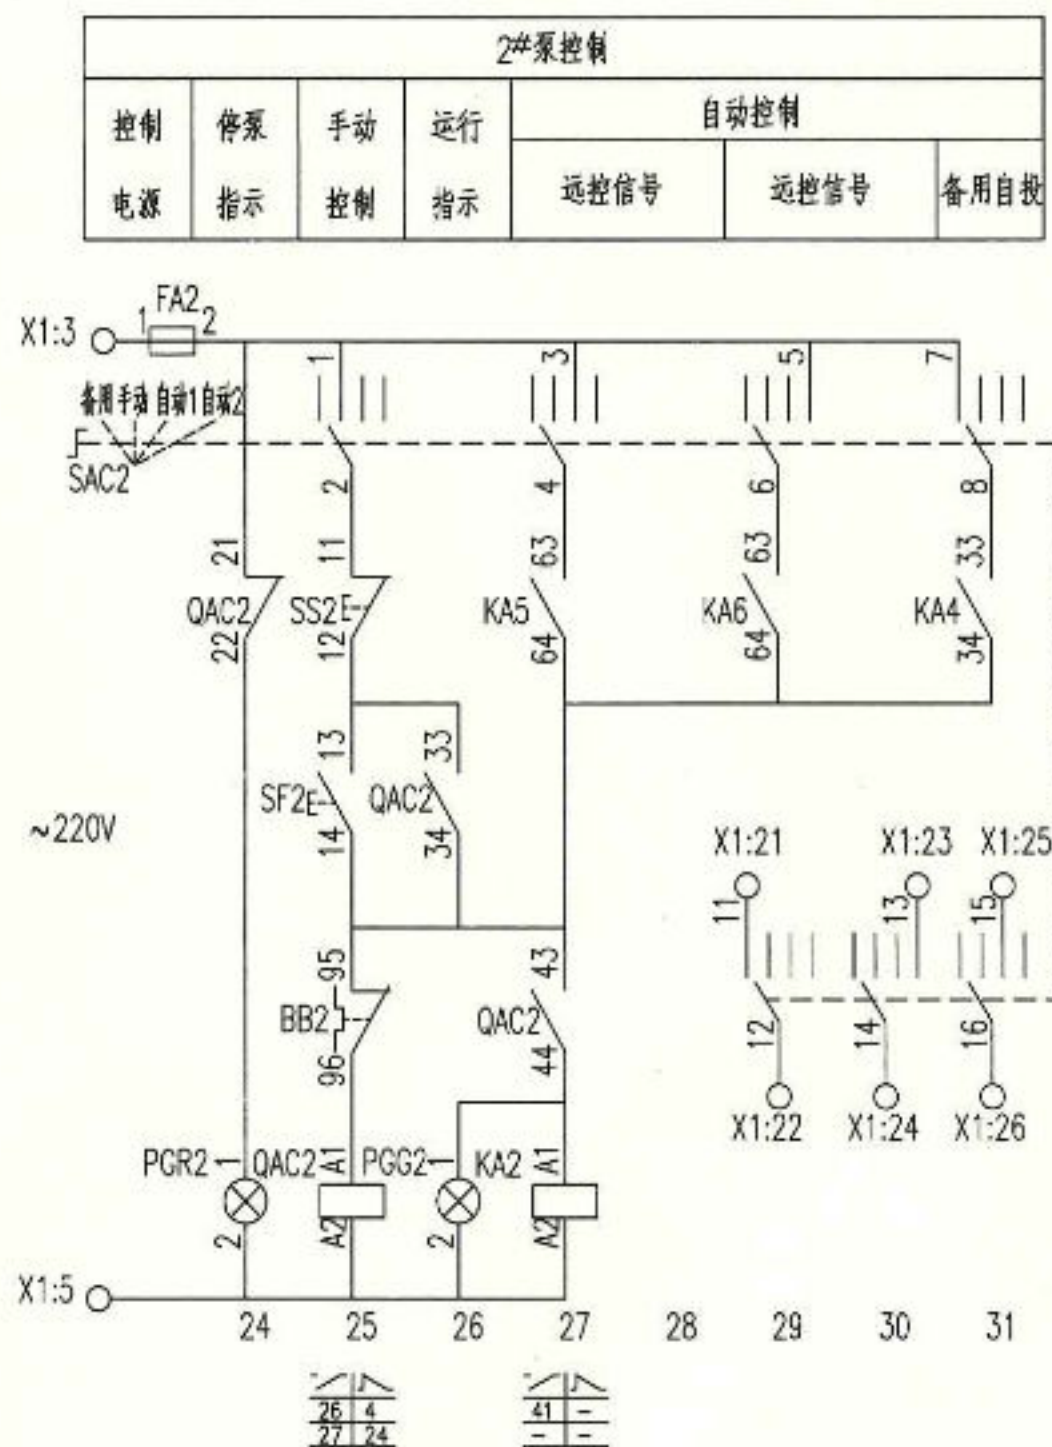 2#泵控制
控制电源 停泵指示 手动控制 运行指示 自动控制
远控信号 远控信号 备用自投
FA2
X1:3 1 2
1 3 5 7
备用 手动 自动1 自动2
SAC2
2 4 6 8
21 11 63 63 33
QAC2 SS2 E KA5 KA6 KA4
22 12 64 64 34
13 33
SF2 E QAC2
14 34
~220V
X1:21 X1:23 X1:25
11 13 15
12 14 16
X1:22 X1:24 X1:26
95 43
BB2 QAC2
96 44
PGR2 1 QAC2 A1 PGG2 1 KA2 A1
2 A2 2 A2
X1:5
24 25 26 27 28 29 30 31
26 4 41 -
27 24 - -